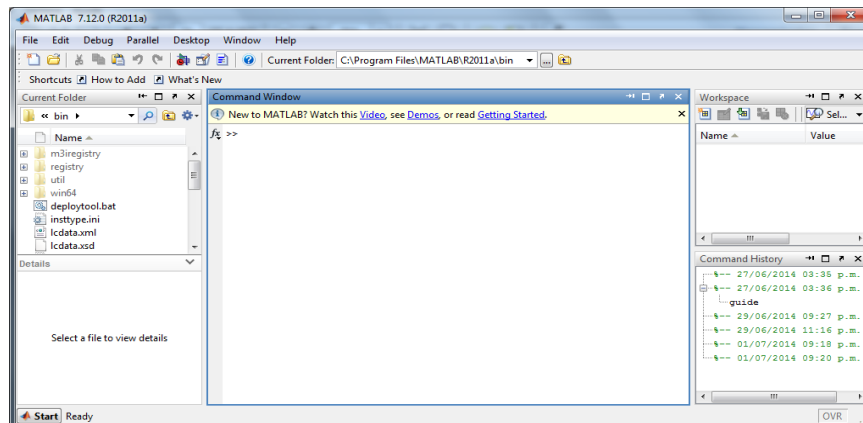 MATLAB 7.12.0 (R2011a)
File Edit Debug Parallel Desktop Window Help
Current Folder: C:\Program Files\MATLAB\R2011a\bin
Shortcuts How to Add What's New
Current Folder
« bin
Name
m3iregistry
registry
util
win64
deploytool.bat
insttype.ini
lcdata.xml
lcdata.xsd
Details
Select a file to view details
Command Window
New to MATLAB? Watch this Video, see Demos, or read Getting Started.
fx >>
Workspace
Sel...
Name Value
Command History
%-- 27/06/2014 03:35 p.m.
%-- 27/06/2014 03:36 p.m.
guide
%-- 29/06/2014 09:27 p.m.
%-- 29/06/2014 11:16 p.m.
%-- 01/07/2014 09:18 p.m.
%-- 01/07/2014 09:20 p.m.
Start Ready
OVR